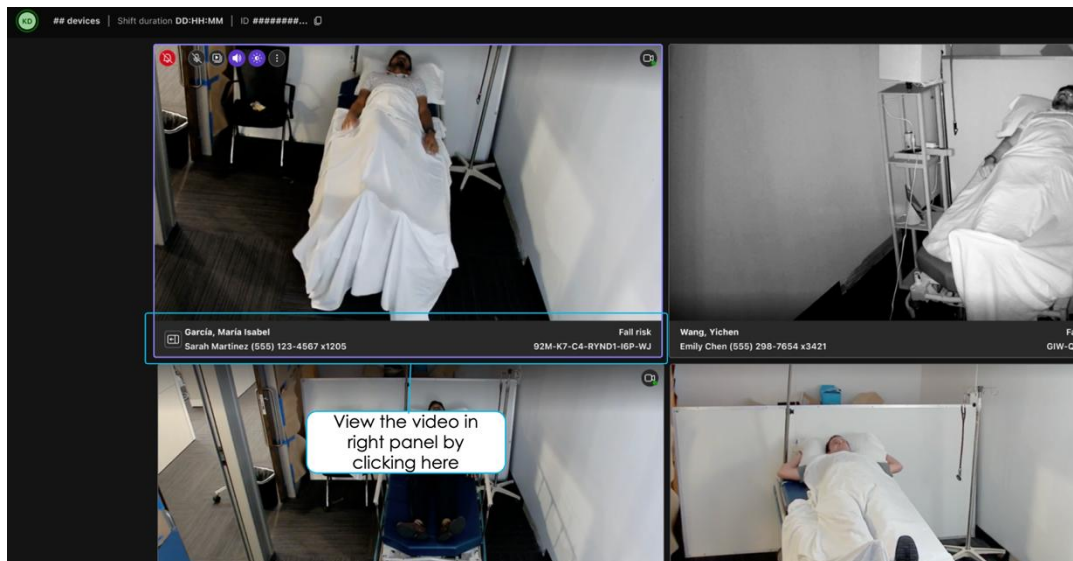 KD
## devices
Shift duration DD:HH:MM
ID ########...
García, María Isabel
Fall risk
Sarah Martinez (555) 123-4567 x1205
92M-K7-C4-RYND1-I6P-WJ
Wang, Yichen
Fa
Emily Chen (555) 298-7654 x3421
GIW-Q
View the video in
right panel by
clicking here